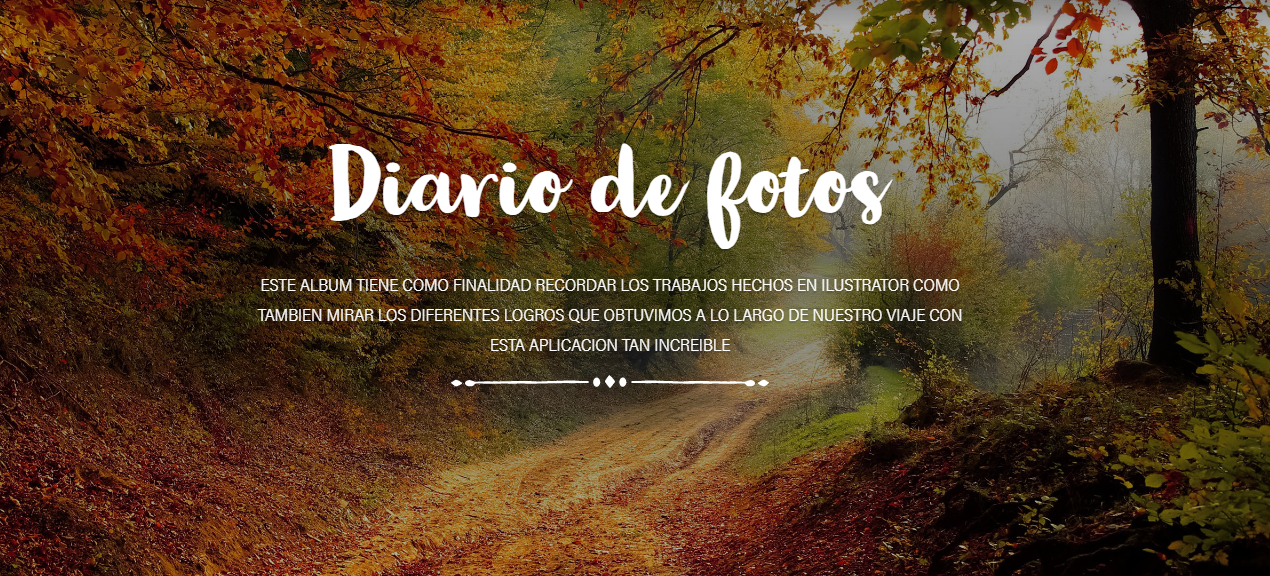 Diario de fotos
ESTE ALBUM TIENE COMO FINALIDAD RECORDAR LOS TRABAJOS HECHOS EN ILUSTRATOR COMO
TAMBIEN MIRAR LOS DIFERENTES LOGROS QUE OBTUVIMOS A LO LARGO DE NUESTRO VIAJE CON
ESTA APLICACION TAN INCREIBLE